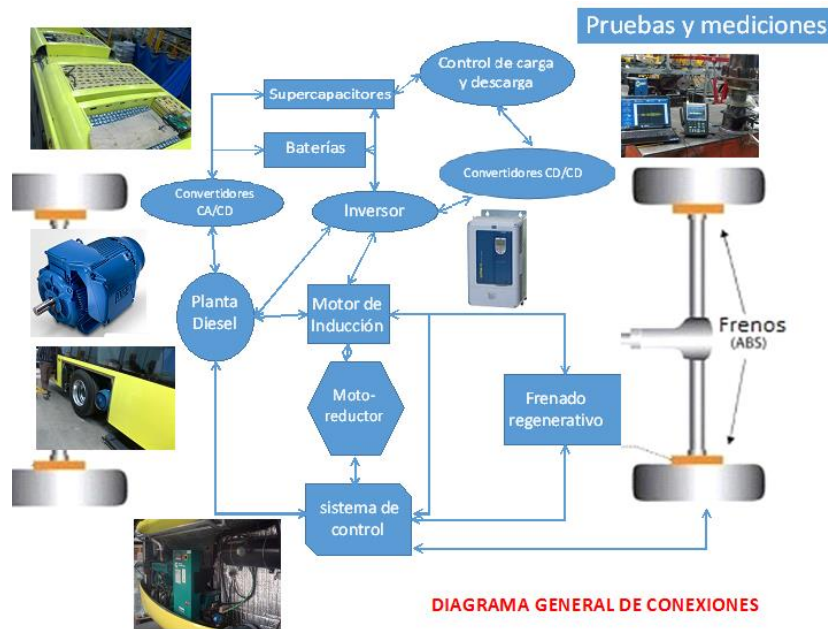 Pruebas y mediciones
Control de carga
y descarga
Supercapacitores
Baterías
Convertidores
CA/CD
Convertidores CD/CD
Inversor
Planta
Diesel
Motor de
Inducción
Frenos
(ABS)
Moto-
reductor
Frenado
regenerativo
sistema de
control
DIAGRAMA GENERAL DE CONEXIONES